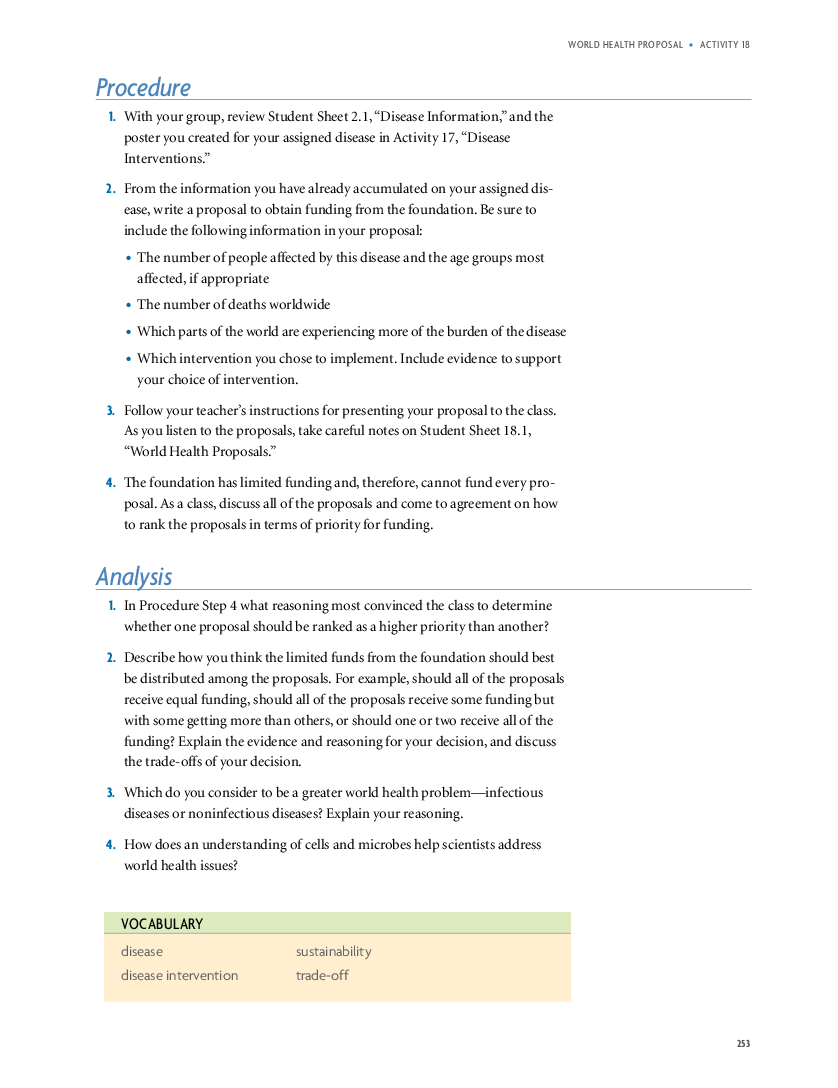 WORLD HEALTH PROPOSAL • ACTIVITY 18
Procedure
1. With your group, review Student Sheet 2.1, “Disease Information,” and the
poster you created for your assigned disease in Activity 17, “Disease
Interventions.”
2. From the information you have already accumulated on your assigned dis-
ease, write a proposal to obtain funding from the foundation. Be sure to
include the following information in your proposal:
• The number of people affected by this disease and the age groups most
affected, if appropriate
• The number of deaths worldwide
• Which parts of the world are experiencing more of the burden of the disease
• Which intervention you chose to implement. Include evidence to support
your choice of intervention.
3. Follow your teacher’s instructions for presenting your proposal to the class.
As you listen to the proposals, take careful notes on Student Sheet 18.1,
“World Health Proposals.”
4. The foundation has limited funding and, therefore, cannot fund every pro-
posal. As a class, discuss all of the proposals and come to agreement on how
to rank the proposals in terms of priority for funding.
Analysis
1. In Procedure Step 4 what reasoning most convinced the class to determine
whether one proposal should be ranked as a higher priority than another?
2. Describe how you think the limited funds from the foundation should best
be distributed among the proposals. For example, should all of the proposals
receive equal funding, should all of the proposals receive some funding but
with some getting more than others, or should one or two receive all of the
funding? Explain the evidence and reasoning for your decision, and discuss
the trade-offs of your decision.
3. Which do you consider to be a greater world health problem—infectious
diseases or noninfectious diseases? Explain your reasoning.
4. How does an understanding of cells and microbes help scientists address
world health issues?
VOCABULARY
disease sustainability
disease intervention trade-off
253